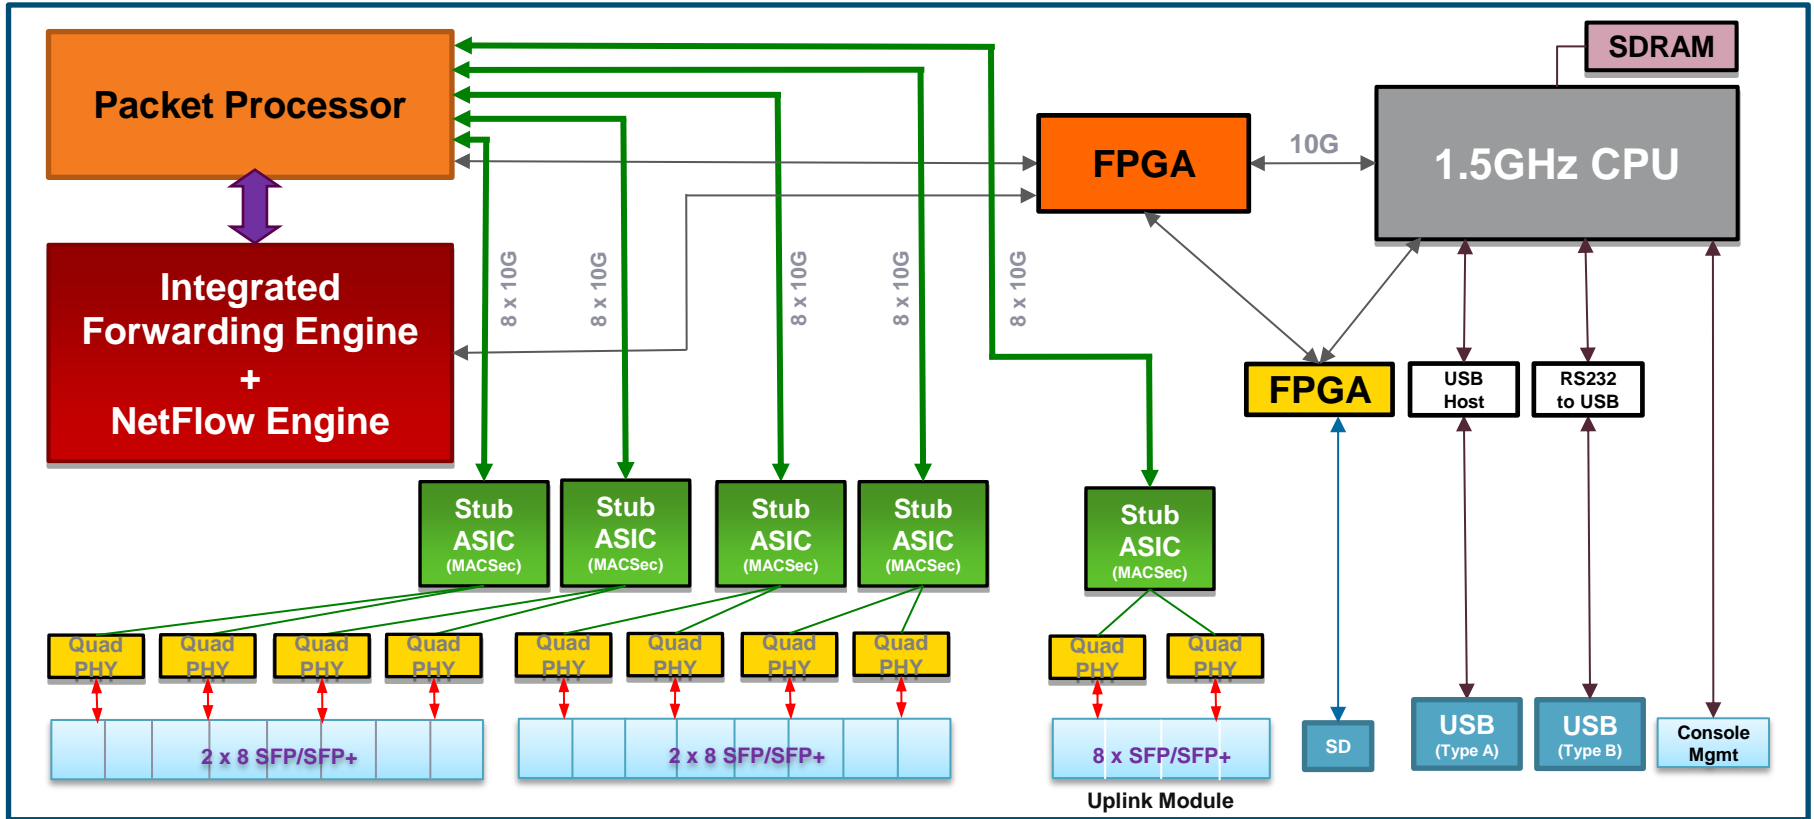 SDRAM
Packet Processor
FPGA
10G
1.5GHz CPU
Integrated
Forwarding Engine
+
NetFlow Engine
8 x 10G
8 x 10G
8 x 10G
8 x 10G
8 x 10G
FPGA
USB
Host
RS232
to USB
Stub
ASIC
(MACSec)
Stub
ASIC
(MACSec)
Stub
ASIC
(MACSec)
Stub
ASIC
(MACSec)
Stub
ASIC
(MACSec)
Quad
PHY
Quad
PHY
Quad
PHY
Quad
PHY
Quad
PHY
Quad
PHY
Quad
PHY
Quad
PHY
Quad
PHY
Quad
PHY
2 x 8 SFP/SFP+
2 x 8 SFP/SFP+
8 x SFP/SFP+
Uplink Module
SD
USB
(Type A)
USB
(Type B)
Console
Mgmt